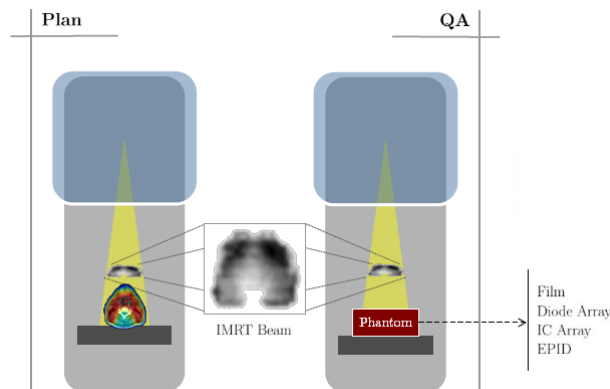 Plan
QA
IMRT Beam
Phantom
Film
Diode Array
IC Array
EPID